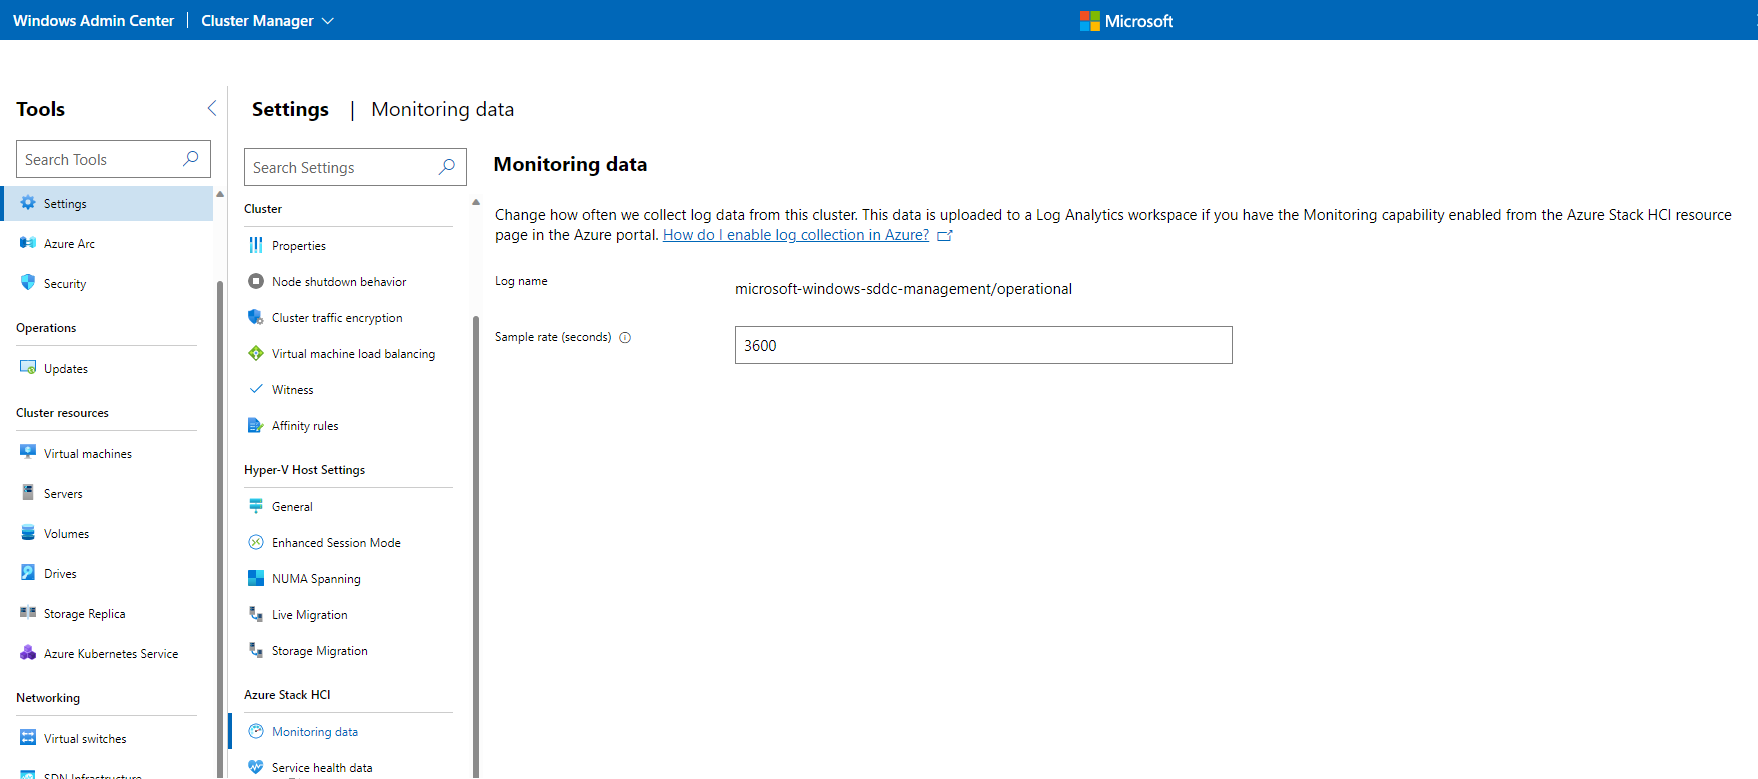 Windows Admin Center
Cluster Manager
Microsoft
Tools
Search Tools
Settings
Azure Arc
Security
Operations
Updates
Cluster resources
Virtual machines
Servers
Volumes
Drives
Storage Replica
Azure Kubernetes Service
Networking
Virtual switches
SDN Infrastructure
Settings | Monitoring data
Search Settings
Cluster
Properties
Node shutdown behavior
Cluster traffic encryption
Virtual machine load balancing
Witness
Affinity rules
Hyper-V Host Settings
General
Enhanced Session Mode
NUMA Spanning
Live Migration
Storage Migration
Azure Stack HCI
Monitoring data
Service health data
Monitoring data
Change how often we collect log data from this cluster. This data is uploaded to a Log Analytics workspace if you have the Monitoring capability enabled from the Azure Stack HCI resource
page in the Azure portal. How do I enable log collection in Azure?
Log name
microsoft-windows-sddc-management/operational
Sample rate (seconds)
3600